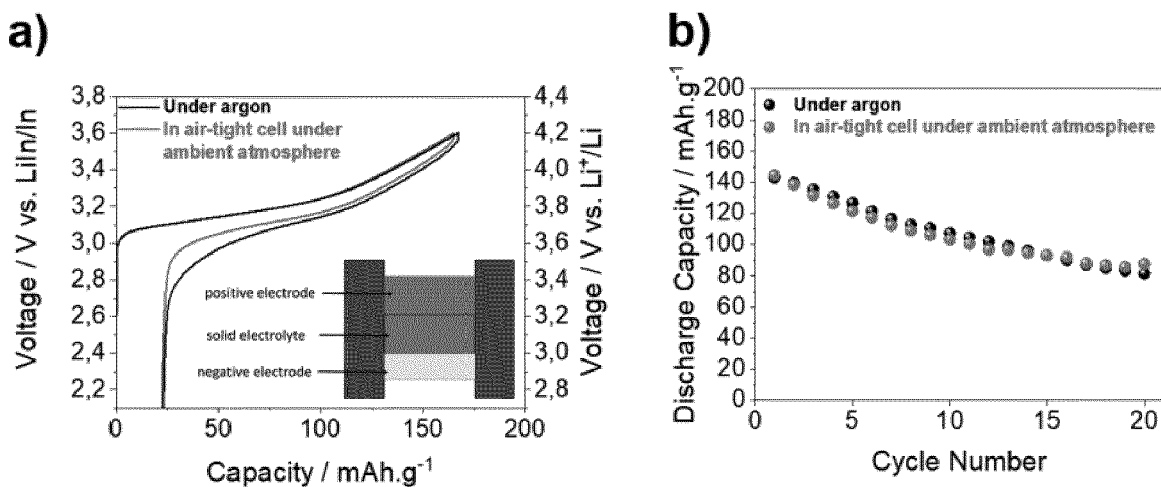 a)
Under argon
In air-tight cell under
ambient atmosphere
Voltage / V vs. LiIn/In
3,8
3,6
3,4
3,2
3,0
2,8
2,6
2,4
2,2
Voltage / V vs. Li⁺/Li
4,4
4,2
4,0
3,8
3,6
3,4
3,2
3,0
2,8
positive electrode
solid electrolyte
negative electrode
0 50 100 150 200
Capacity / mAh.g⁻¹
b)
Under argon
In air-tight cell under ambient atmosphere
Discharge Capacity / mAh.g⁻¹
200
180
160
140
120
100
80
60
40
20
0
5 10 15 20
Cycle Number